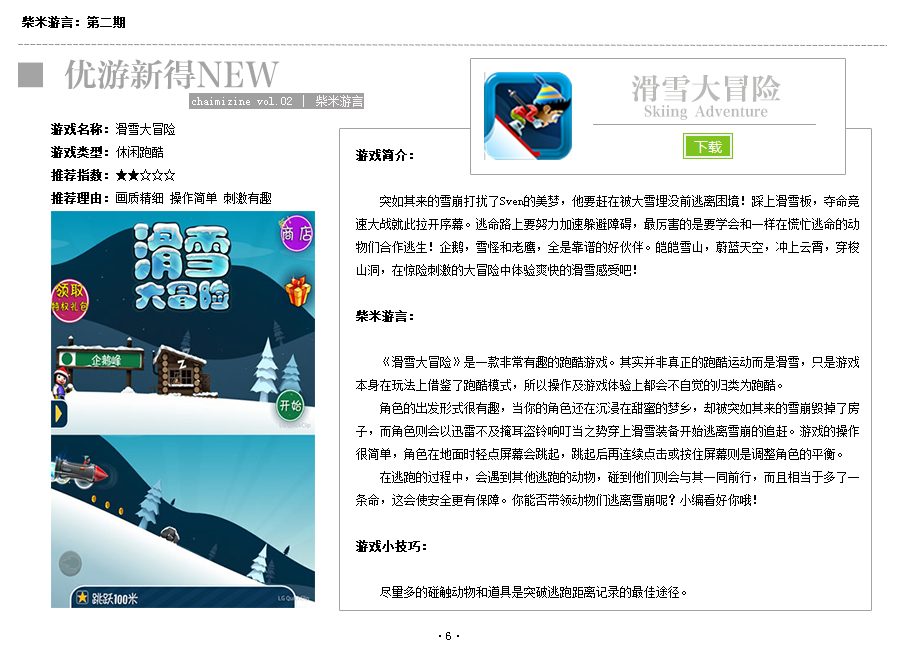 柴米游言：第二期
优游新得NEW
chaimizine vol.02 | 柴米游言
游戏名称：滑雪大冒险
游戏类型：休闲跑酷
推荐指数：★★☆☆☆
推荐理由：画质精细 操作简单 刺激有趣
滑雪
大冒险
商店
领取
特权礼包
企鹅峰
Z
开始
跳跃100米
滑雪大冒险
Skiing Adventure
下载
游戏简介：
突如其来的雪崩打扰了Sven的美梦，他要赶在被大雪埋没前逃离困境！踩上滑雪板，夺命竞
速大战就此拉开序幕。逃命路上要努力加速躲避障碍，最厉害的是要学会和一样在慌忙逃命的动
物们合作逃生！企鹅，雪怪和老鹰，全是靠谱的好伙伴。皑皑雪山，蔚蓝天空，冲上云霄，穿梭
山洞，在惊险刺激的大冒险中体验爽快的滑雪感受吧！
柴米游言：
《滑雪大冒险》是一款非常有趣的跑酷游戏。其实并非真正的跑酷运动而是滑雪，只是游戏
本身在玩法上借鉴了跑酷模式，所以操作及游戏体验上都会不自觉的归类为跑酷。
角色的出发形式很有趣，当你的角色还在沉浸在甜蜜的梦乡，却被突如其来的雪崩毁掉了房
子，而角色则会以迅雷不及掩耳盗铃响叮当之势穿上滑雪装备开始逃离雪崩的追赶。游戏的操作
很简单，角色在地面时轻点屏幕会跳起，跳起后再连续点击或按住屏幕则是调整角色的平衡。
在逃跑的过程中，会遇到其他逃跑的动物，碰到他们则会与其一同前行，而且相当于多了一
条命，这会使安全更有保障。你能否带领动物们逃离雪崩呢？小编看好你哦！
游戏小技巧：
尽量多的碰触动物和道具是突破逃跑距离记录的最佳途径。
·6·